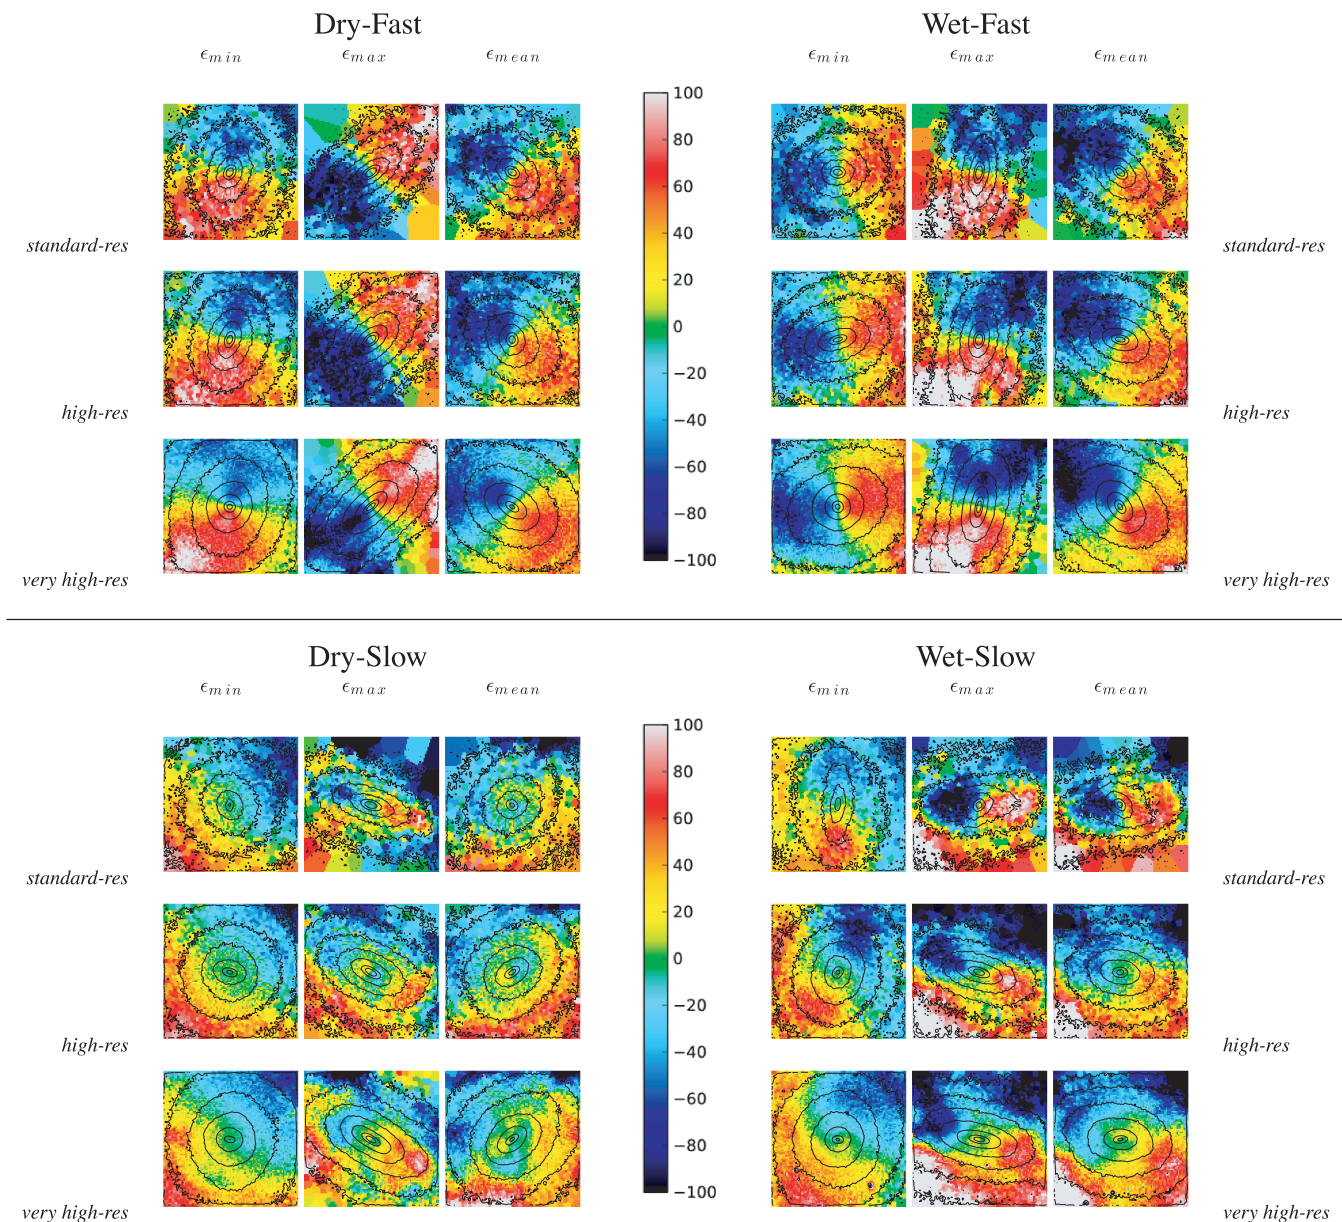 Dry-Fast Wet-Fast
ϵmin ϵmax ϵmean ϵmin ϵmax ϵmean
100
80
60
40
20
0
−20
−40
−60
−80
−100
standard-res standard-res
high-res high-res
very high-res very high-res
Dry-Slow Wet-Slow
ϵmin ϵmax ϵmean ϵmin ϵmax ϵmean
100
80
60
40
20
0
−20
−40
−60
−80
−100
standard-res standard-res
high-res high-res
very high-res very high-res